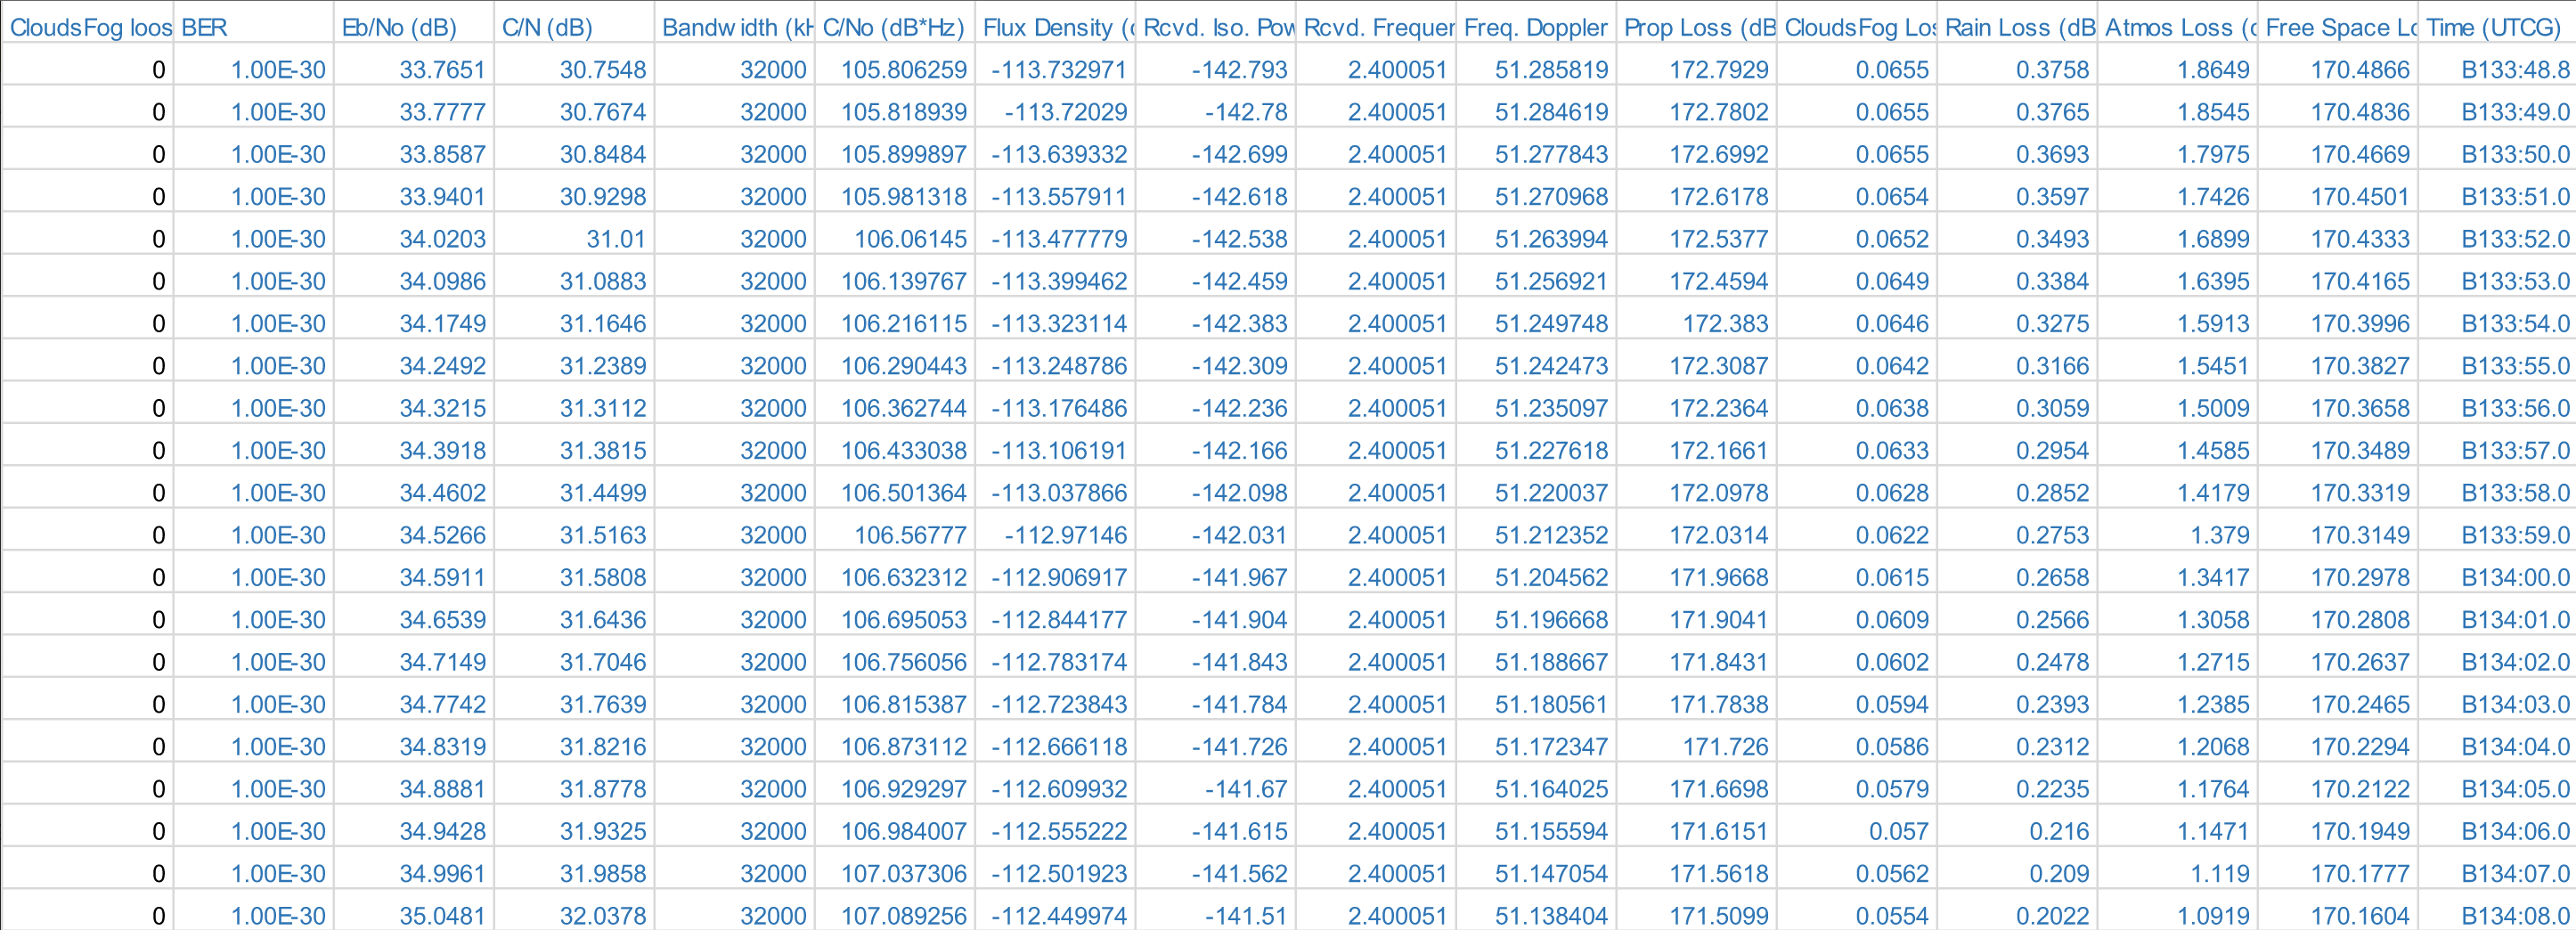 CloudsFog loos BER Eb/No (dB) C/N (dB) Bandwidth (kH C/No (dB*Hz) Flux Density (d Rcvd. Iso. Pow Rcvd. Frequen Freq. Doppler Prop Loss (dB CloudsFog Los Rain Loss (dB Atmos Loss (d Free Space Lo Time (UTCG)
0 1.00E-30 33.7651 30.7548 32000 105.806259 -113.732971 -142.793 2.400051 51.285819 172.7929 0.0655 0.3758 1.8649 170.4866 B133:48.8
0 1.00E-30 33.7777 30.7674 32000 105.818939 -113.72029 -142.78 2.400051 51.284619 172.7802 0.0655 0.3765 1.8545 170.4836 B133:49.0
0 1.00E-30 33.8587 30.8484 32000 105.899897 -113.639332 -142.699 2.400051 51.277843 172.6992 0.0655 0.3693 1.7975 170.4669 B133:50.0
0 1.00E-30 33.9401 30.9298 32000 105.981318 -113.557911 -142.618 2.400051 51.270968 172.6178 0.0654 0.3597 1.7426 170.4501 B133:51.0
0 1.00E-30 34.0203 31.01 32000 106.06145 -113.477779 -142.538 2.400051 51.263994 172.5377 0.0652 0.3493 1.6899 170.4333 B133:52.0
0 1.00E-30 34.0986 31.0883 32000 106.139767 -113.399462 -142.459 2.400051 51.256921 172.4594 0.0649 0.3384 1.6395 170.4165 B133:53.0
0 1.00E-30 34.1749 31.1646 32000 106.216115 -113.323114 -142.383 2.400051 51.249748 172.383 0.0646 0.3275 1.5913 170.3996 B133:54.0
0 1.00E-30 34.2492 31.2389 32000 106.290443 -113.248786 -142.309 2.400051 51.242473 172.3087 0.0642 0.3166 1.5451 170.3827 B133:55.0
0 1.00E-30 34.3215 31.3112 32000 106.362744 -113.176486 -142.236 2.400051 51.235097 172.2364 0.0638 0.3059 1.5009 170.3658 B133:56.0
0 1.00E-30 34.3918 31.3815 32000 106.433038 -113.106191 -142.166 2.400051 51.227618 172.1661 0.0633 0.2954 1.4585 170.3489 B133:57.0
0 1.00E-30 34.4602 31.4499 32000 106.501364 -113.037866 -142.098 2.400051 51.220037 172.0978 0.0628 0.2852 1.4179 170.3319 B133:58.0
0 1.00E-30 34.5266 31.5163 32000 106.56777 -112.97146 -142.031 2.400051 51.212352 172.0314 0.0622 0.2753 1.379 170.3149 B133:59.0
0 1.00E-30 34.5911 31.5808 32000 106.632312 -112.906917 -141.967 2.400051 51.204562 171.9668 0.0615 0.2658 1.3417 170.2978 B134:00.0
0 1.00E-30 34.6539 31.6436 32000 106.695053 -112.844177 -141.904 2.400051 51.196668 171.9041 0.0609 0.2566 1.3058 170.2808 B134:01.0
0 1.00E-30 34.7149 31.7046 32000 106.756056 -112.783174 -141.843 2.400051 51.188667 171.8431 0.0602 0.2478 1.2715 170.2637 B134:02.0
0 1.00E-30 34.7742 31.7639 32000 106.815387 -112.723843 -141.784 2.400051 51.180561 171.7838 0.0594 0.2393 1.2385 170.2465 B134:03.0
0 1.00E-30 34.8319 31.8216 32000 106.873112 -112.666118 -141.726 2.400051 51.172347 171.726 0.0586 0.2312 1.2068 170.2294 B134:04.0
0 1.00E-30 34.8881 31.8778 32000 106.929297 -112.609932 -141.67 2.400051 51.164025 171.6698 0.0579 0.2235 1.1764 170.2122 B134:05.0
0 1.00E-30 34.9428 31.9325 32000 106.984007 -112.555222 -141.615 2.400051 51.155594 171.6151 0.057 0.216 1.1471 170.1949 B134:06.0
0 1.00E-30 34.9961 31.9858 32000 107.037306 -112.501923 -141.562 2.400051 51.147054 171.5618 0.0562 0.209 1.119 170.1777 B134:07.0
0 1.00E-30 35.0481 32.0378 32000 107.089256 -112.449974 -141.51 2.400051 51.138404 171.5099 0.0554 0.2022 1.0919 170.1604 B134:08.0